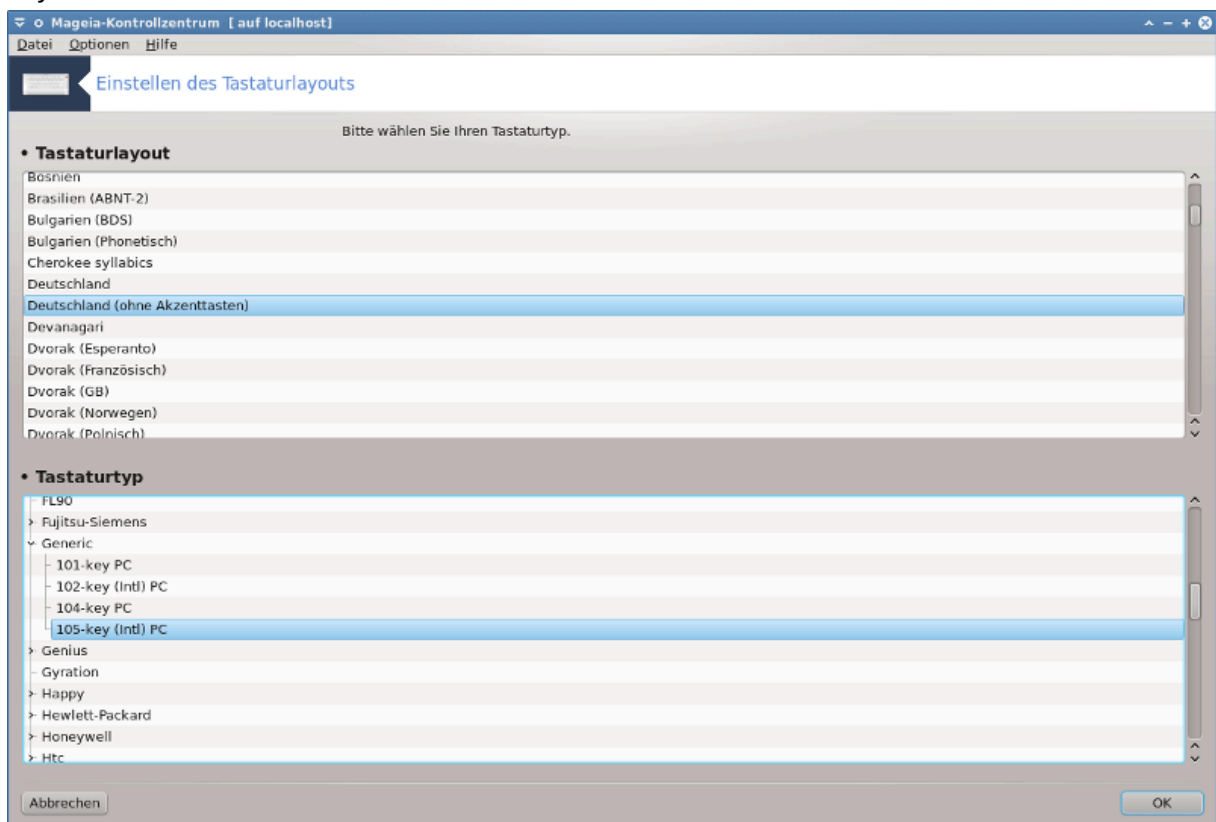 Mageia-Kontrollzentrum [ auf localhost]
Datei Optionen Hilfe
Einstellen des Tastaturlayouts
Bitte wählen Sie Ihren Tastaturtyp.
• Tastaturlayout
Bosnien
Brasilien (ABNT-2)
Bulgarien (BDS)
Bulgarien (Phonetisch)
Cherokee syllabics
Deutschland
Deutschland (ohne Akzenttasten)
Devanagari
Dvorak (Esperanto)
Dvorak (Französisch)
Dvorak (GB)
Dvorak (Norwegen)
Dvorak (Polnisch)
• Tastaturtyp
FL90
Fujitsu-Siemens
Generic
101-key PC
102-key (Intl) PC
104-key PC
105-key (Intl) PC
Genius
Gyration
Happy
Hewlett-Packard
Honeywell
Htc
Abbrechen OK